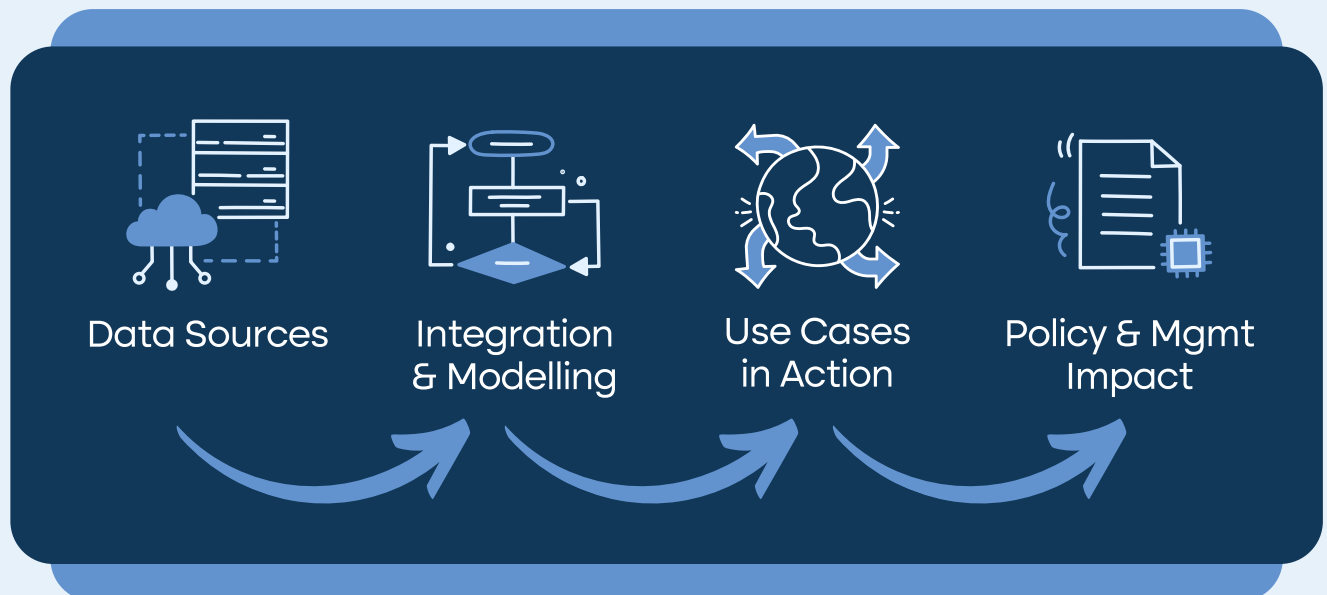 Data Sources
Integration
& Modelling
Use Cases
in Action
Policy & Mgmt
Impact